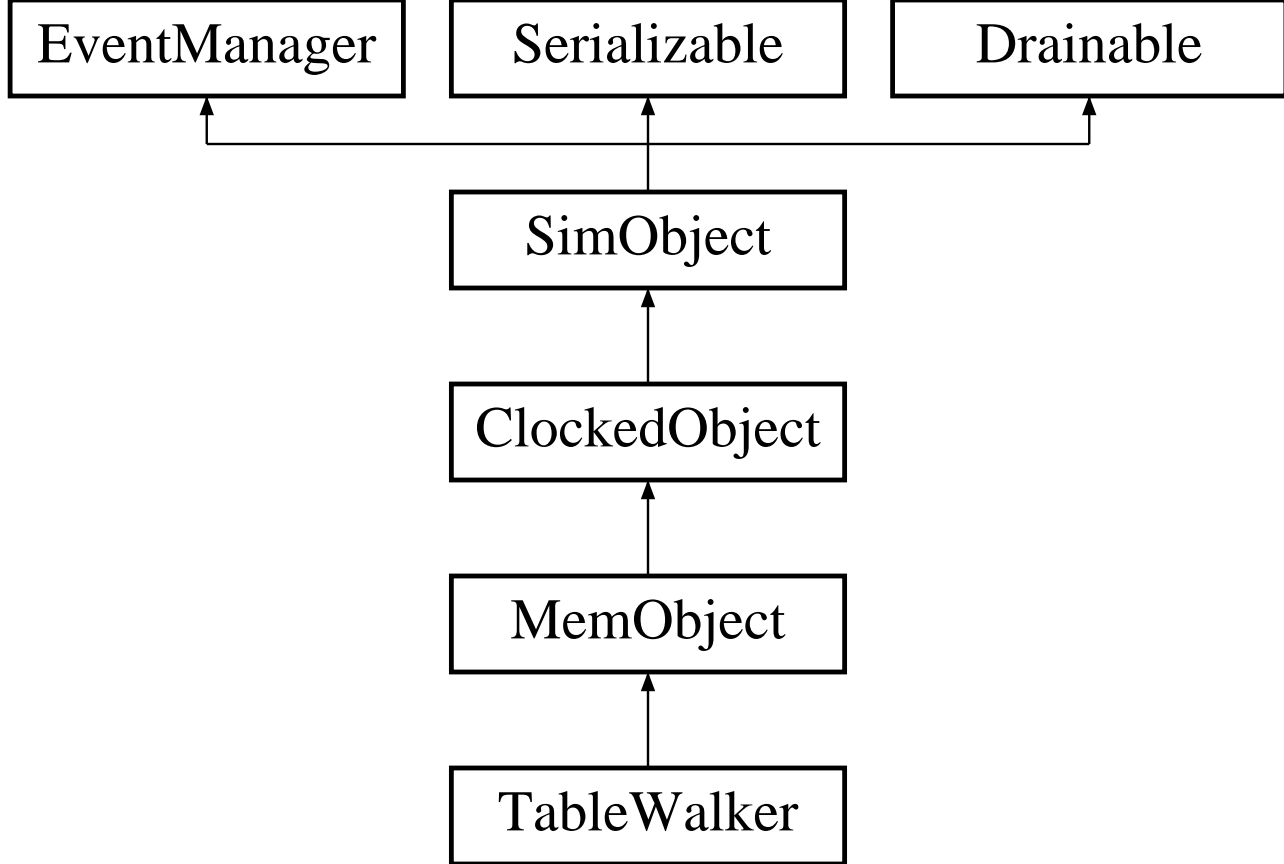 EventManager
Serializable
Drainable
SimObject
ClockedObject
MemObject
TableWalker